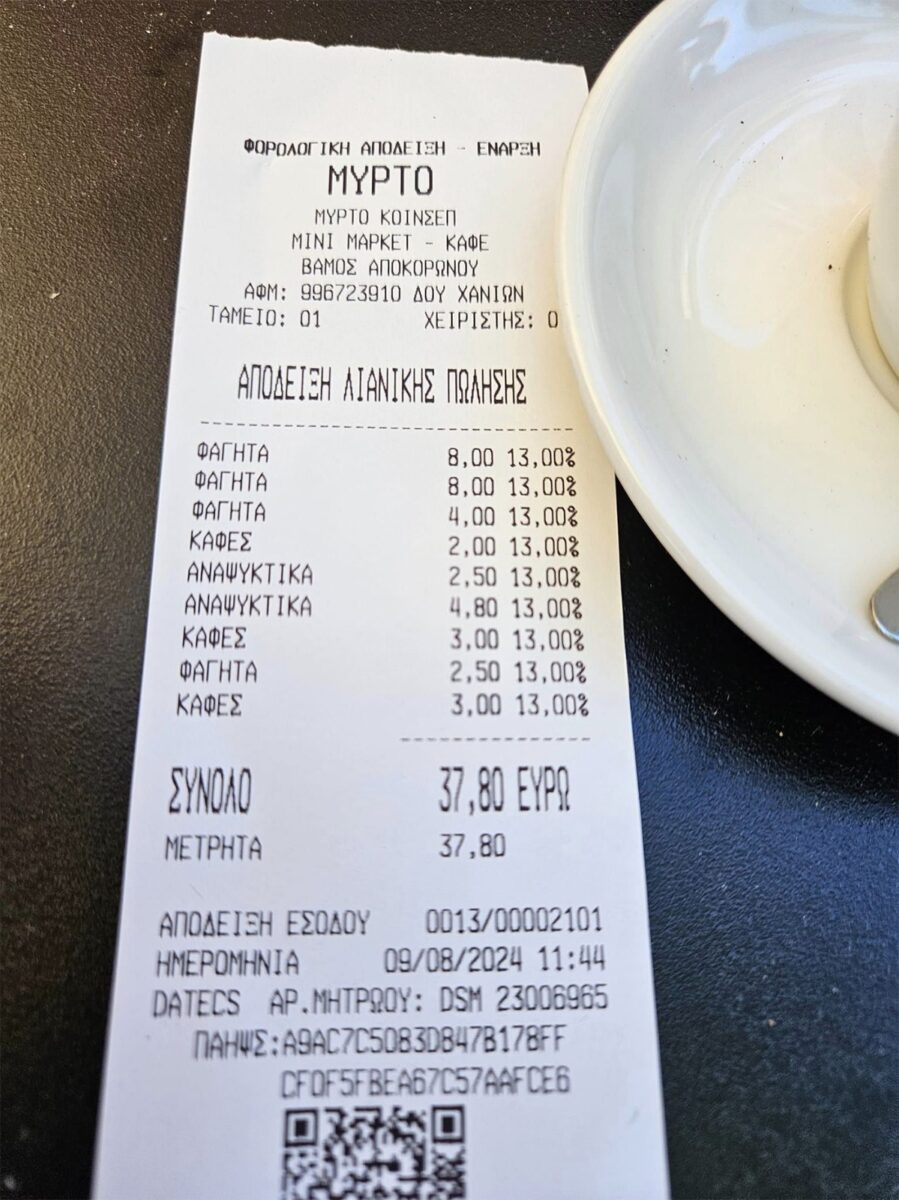 ΦΟΡΟΛΟΓΙΚΗ ΑΠΟΔΕΙΞΗ - ΕΝΑΡΞΗ
ΜΥΡΤΟ
ΜΥΡΤΟ ΚΟΙΝΣΕΠ
ΜΙΝΙ ΜΑΡΚΕΤ - ΚΑΦΕ
ΒΑΜΟΣ ΑΠΟΚΟΡΩΝΟΥ
ΑΦΜ: 996723910 ΔΟΥ ΧΑΝΙΩΝ
ΤΑΜΕΙΟ: 01 ΧΕΙΡΙΣΤΗΣ: 0
ΑΠΟΔΕΙΞΗ ΛΙΑΝΙΚΗΣ ΠΩΛΗΣΗΣ
ΦΑΓΗΤΑ 8,00 13,00%
ΦΑΓΗΤΑ 8,00 13,00%
ΦΑΓΗΤΑ 4,00 13,00%
ΚΑΦΕΣ 2,00 13,00%
ΑΝΑΨΥΚΤΙΚΑ 2,50 13,00%
ΑΝΑΨΥΚΤΙΚΑ 4,80 13,00%
ΚΑΦΕΣ 3,00 13,00%
ΦΑΓΗΤΑ 2,50 13,00%
ΚΑΦΕΣ 3,00 13,00%
ΣΥΝΟΛΟ 37,80 ΕΥΡΩ
ΜΕΤΡΗΤΑ 37,80
ΑΠΟΔΕΙΞΗ ΕΣΟΔΟΥ 0013/00002101
ΗΜΕΡΟΜΗΝΙΑ 09/08/2024 11:44
DATECS ΑΡ.ΜΗΤΡΩΟΥ: DSM 23006965
ΠΑΗΨΣ:A9AC7C5083D847B178FF
CF0F5FBEA67C57AAFCE6